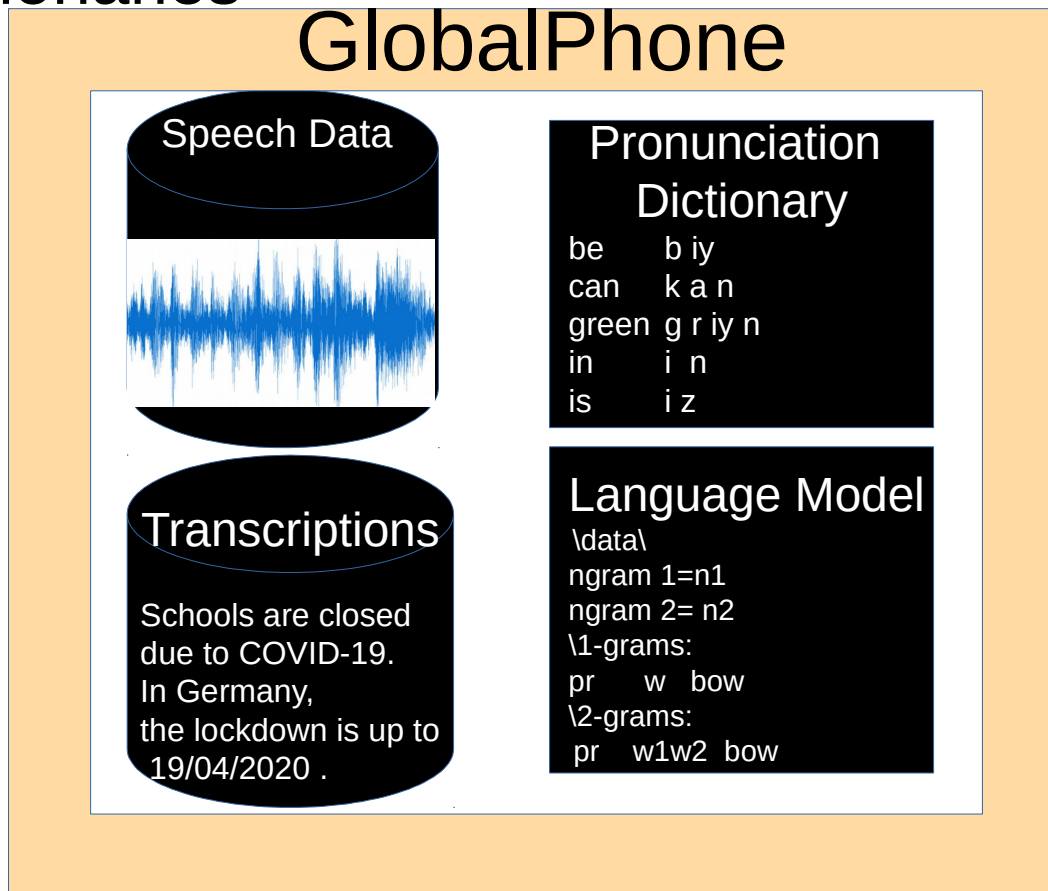 GlobalPhone
Speech Data
Transcriptions
Schools are closed
due to COVID-19.
In Germany,
the lockdown is up to
19/04/2020 .
Pronunciation
Dictionary
be b iy
can k a n
green g r iy n
in i n
is i z
Language Model
\data\
ngram 1=n1
ngram 2= n2
\1-grams:
pr w bow
\2-grams:
pr w1w2 bow